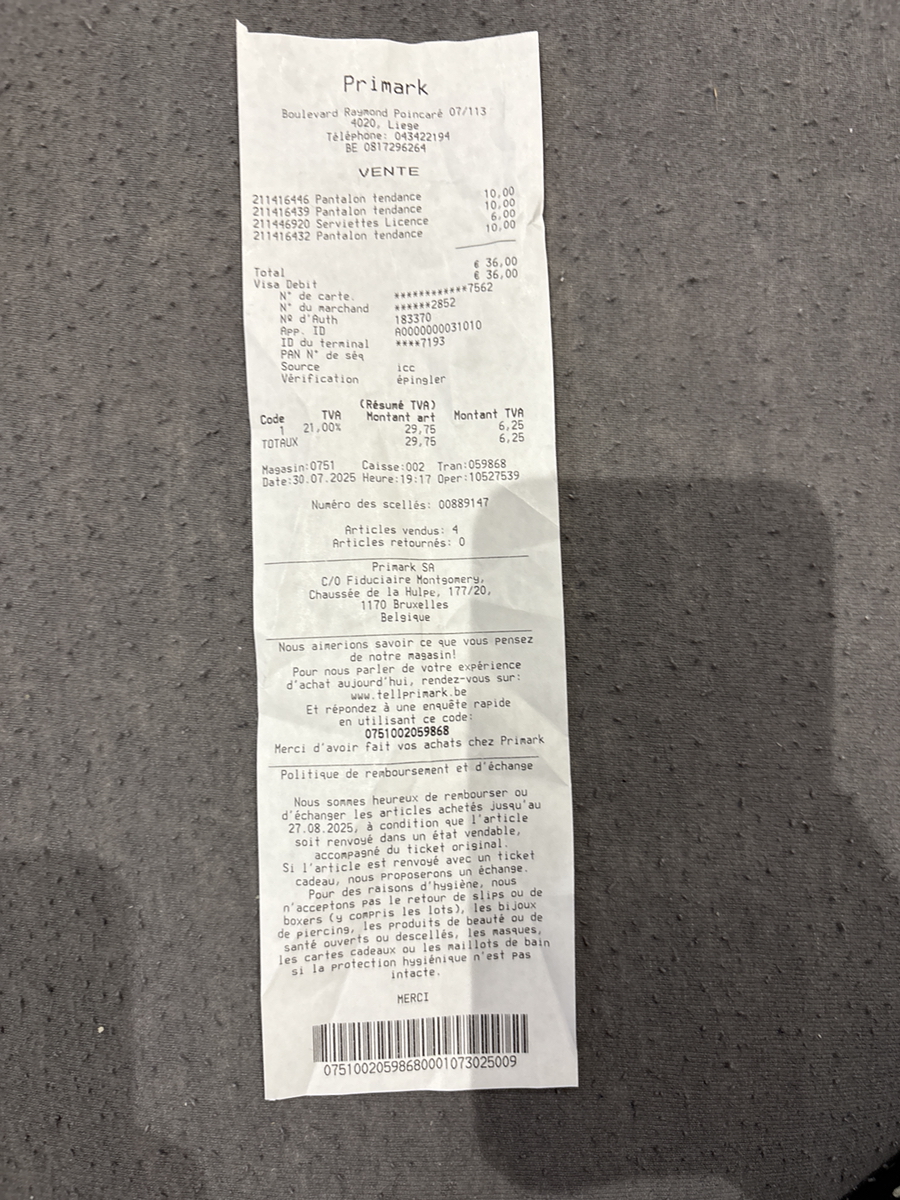 Primark
Boulevard Raymond Poincaré 07/113
4020, Liege
Téléphone: 043422194
BE 0817296264
VENTE
211416446 Pantalon tendance 10,00
211416439 Pantalon tendance 10,00
211446920 Serviettes Licence 6,00
211416432 Pantalon tendance 10,00
Total € 36,00
Visa Debit € 36,00
N° de carte. ************7562
N° du marchand ******2852
Nº d'Auth 183370
App. ID A0000000031010
ID du terminal ****7193
PAN N° de séq
Source icc
Vérification épingler
(Résumé TVA)
Code TVA Montant art Montant TVA
1 21,00% 29,75 6,25
TOTAUX 29,75 6,25
Magasin:0751 Caisse:002 Tran:059868
Date:30.07.2025 Heure:19:17 Oper:10527539
Numéro des scellés: 00889147
Articles vendus: 4
Articles retournés: 0
Primark SA
C/O Fiduciaire Montgomery,
Chaussée de la Hulpe, 177/20,
1170 Bruxelles
Belgique
Nous aimerions savoir ce que vous pensez
de notre magasin!
Pour nous parler de votre expérience
d'achat aujourd'hui, rendez-vous sur:
www.tellprimark.be
Et répondez à une enquête rapide
en utilisant ce code:
0751002059868
Merci d'avoir fait vos achats chez Primark
Politique de remboursement et d'échange
Nous sommes heureux de rembourser ou
d'échanger les articles achetés jusqu'au
27.08.2025, à condition que l'article
soit renvoyé dans un état vendable,
accompagné du ticket original.
Si l'article est renvoyé avec un ticket
cadeau, nous proposerons un échange.
Pour des raisons d'hygiène, nous
n'acceptons pas le retour de slips ou de
boxers (y compris les lots), les bijoux
de piercing, les produits de beauté ou de
santé ouverts ou descellés, les masques,
les cartes cadeaux ou les maillots de bain
si la protection hygiénique n'est pas
intacte.
MERCI
07510020598680001073025009